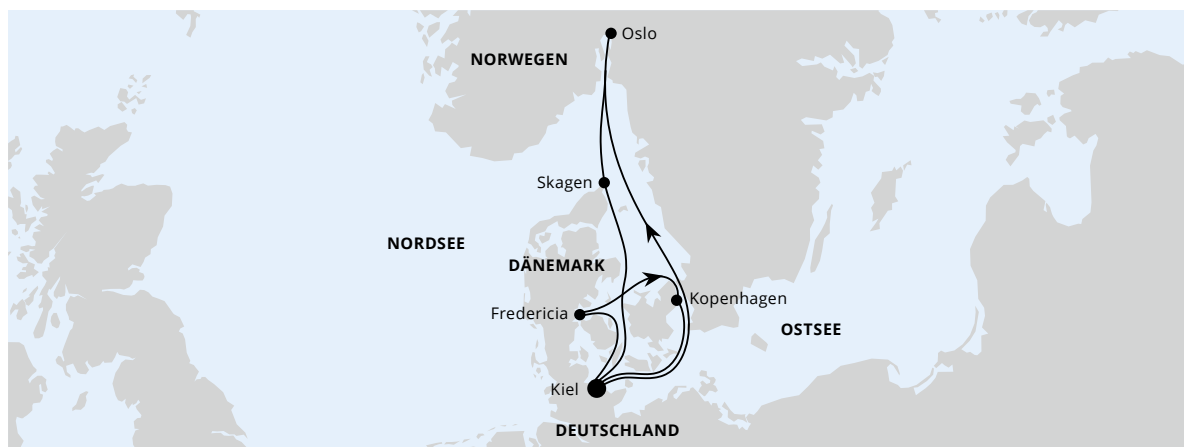 Oslo
NORWEGEN
Skagen
NORDSEE
DÄNEMARK
Kopenhagen
Fredericia
OSTSEE
Kiel
DEUTSCHLAND